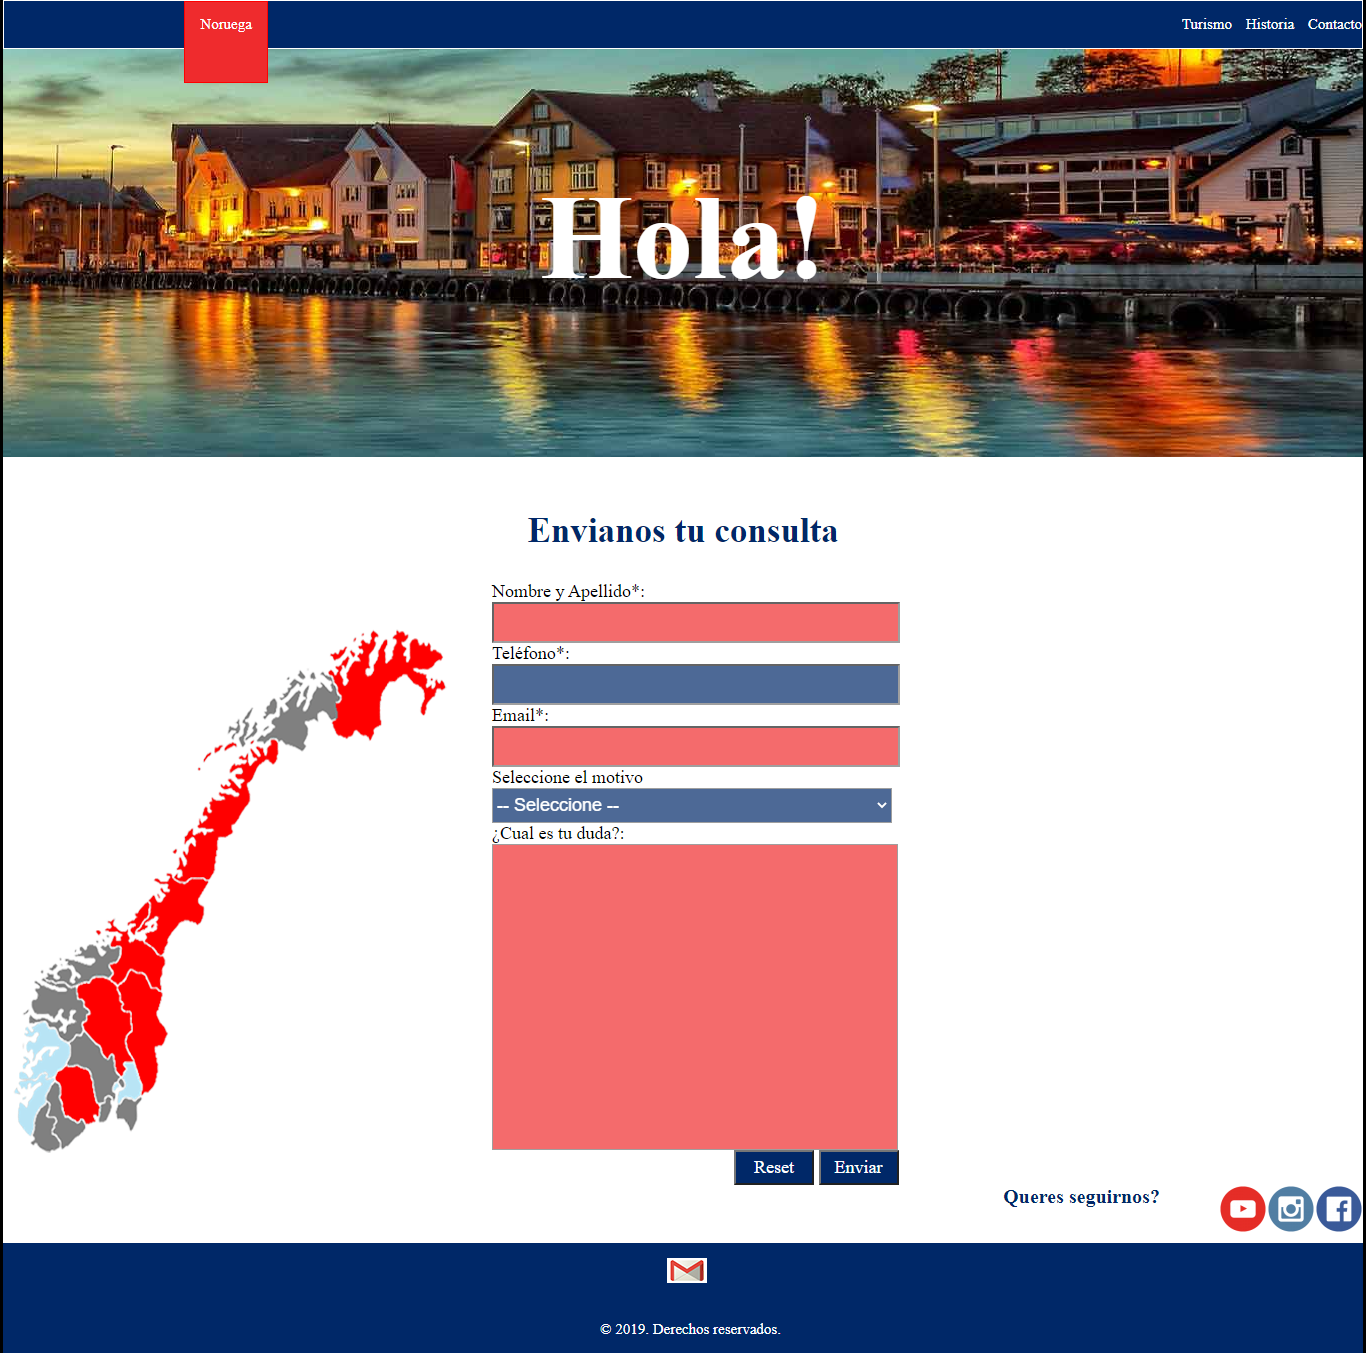 Noruega
Turismo Historia Contacto
Hola!
Envianos tu consulta
Nombre y Apellido*:
Teléfono*:
Email*:
Seleccione el motivo
-- Seleccione --
¿Cual es tu duda?:
Reset Enviar
Queres seguirnos?
© 2019. Derechos reservados.